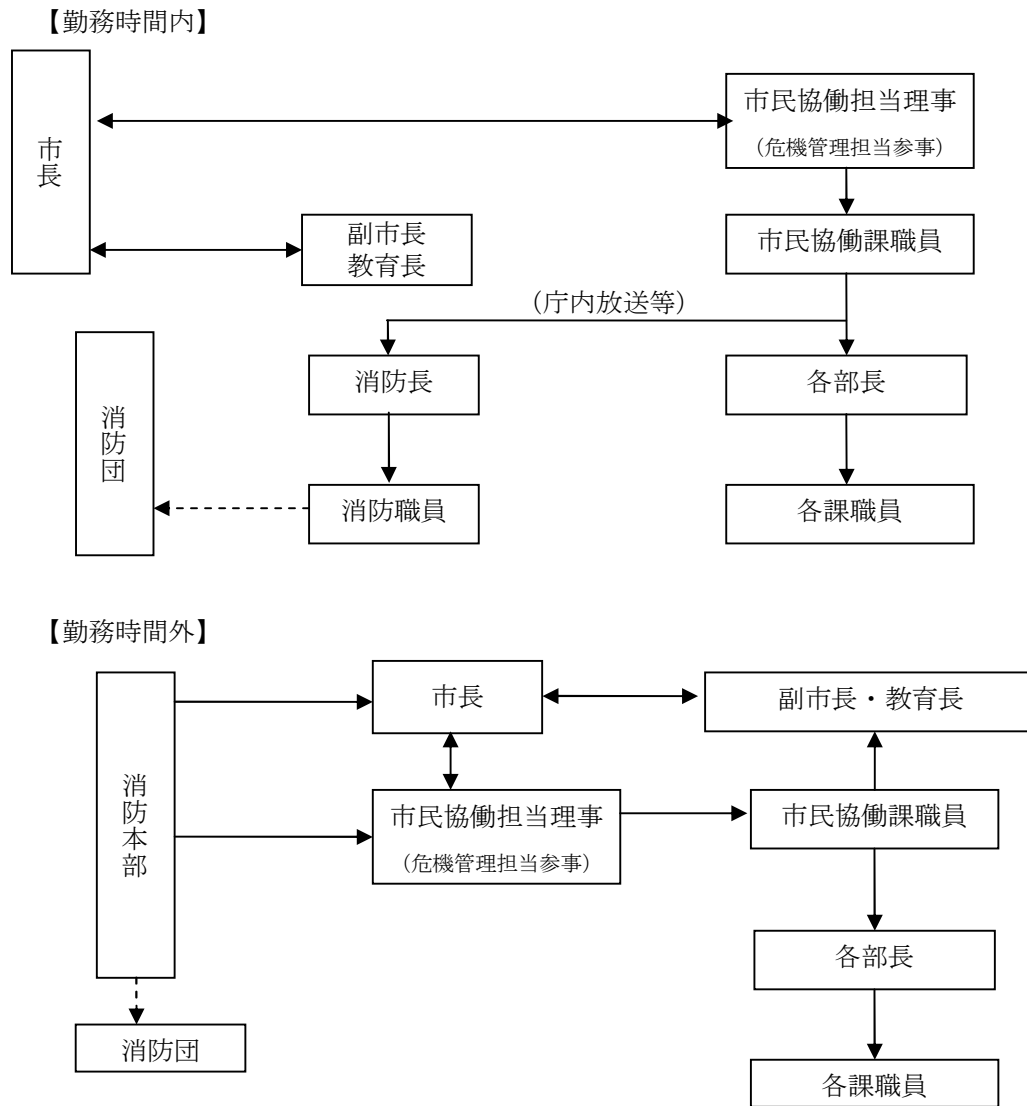 【勤務時間内】
市長
市民協働担当理事
（危機管理担当参事）
副市長
教育長
市民協働課職員
（庁内放送等）
消防団
消防長
各部長
消防職員
各課職員
【勤務時間外】
消防本部
市長
副市長・教育長
市民協働担当理事
（危機管理担当参事）
市民協働課職員
各部長
消防団
各課職員